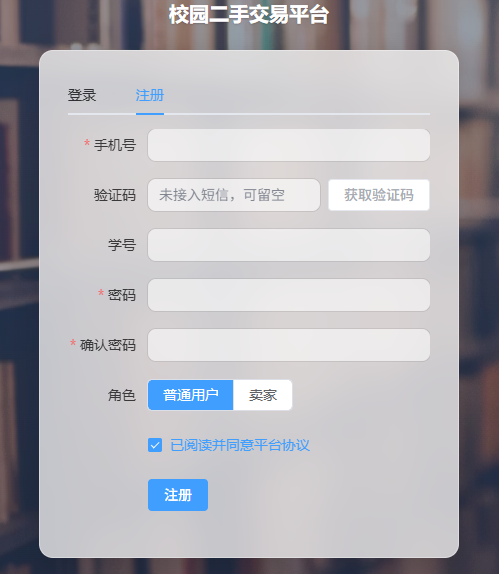 校园二手交易平台
登录 注册
* 手机号
验证码 未接入短信，可留空 获取验证码
学号
* 密码
* 确认密码
角色 普通用户 卖家
已阅读并同意平台协议
注册